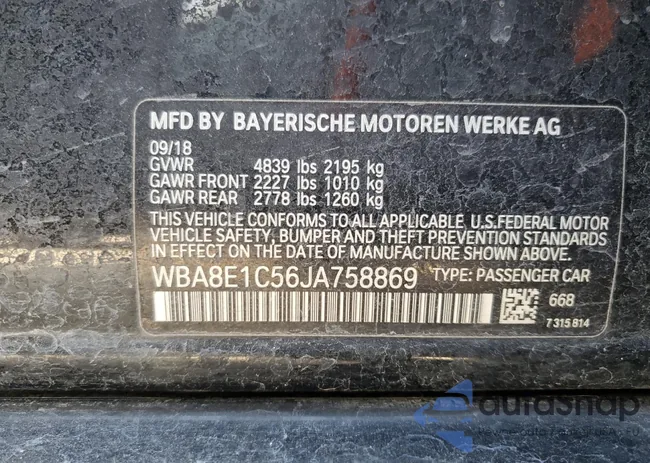 MFD BY BAYERISCHE MOTOREN WERKE AG
09/18
GVWR 4839 lbs 2195 kg
GAWR FRONT 2227 lbs 1010 kg
GAWR REAR 2778 lbs 1260 kg
THIS VEHICLE CONFORMS TO ALL APPLICABLE U.S.FEDERAL MOTOR
VEHICLE SAFETY, BUMPER AND THEFT PREVENTION STANDARDS
IN EFFECT ON THE DATE OF MANUFACTURE SHOWN ABOVE.
WBA8E1C56JA758869 TYPE: PASSENGER CAR
668
7 315 814
autoSnap